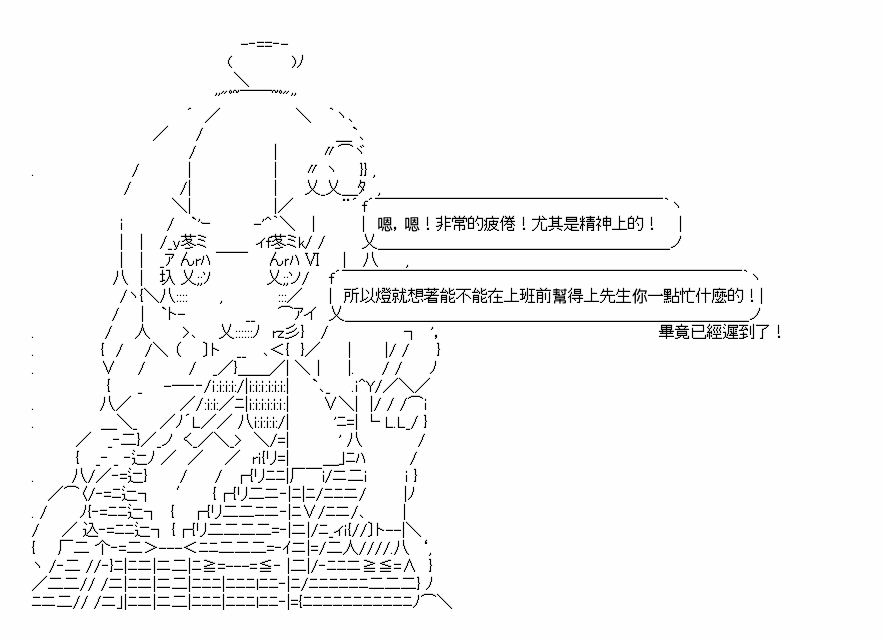 嗯，嗯！非常的疲倦！尤其是精神上的！
所以燈就想著能不能在上班前幫得上先生你一點忙什麼的！
畢竟已經遲到了！